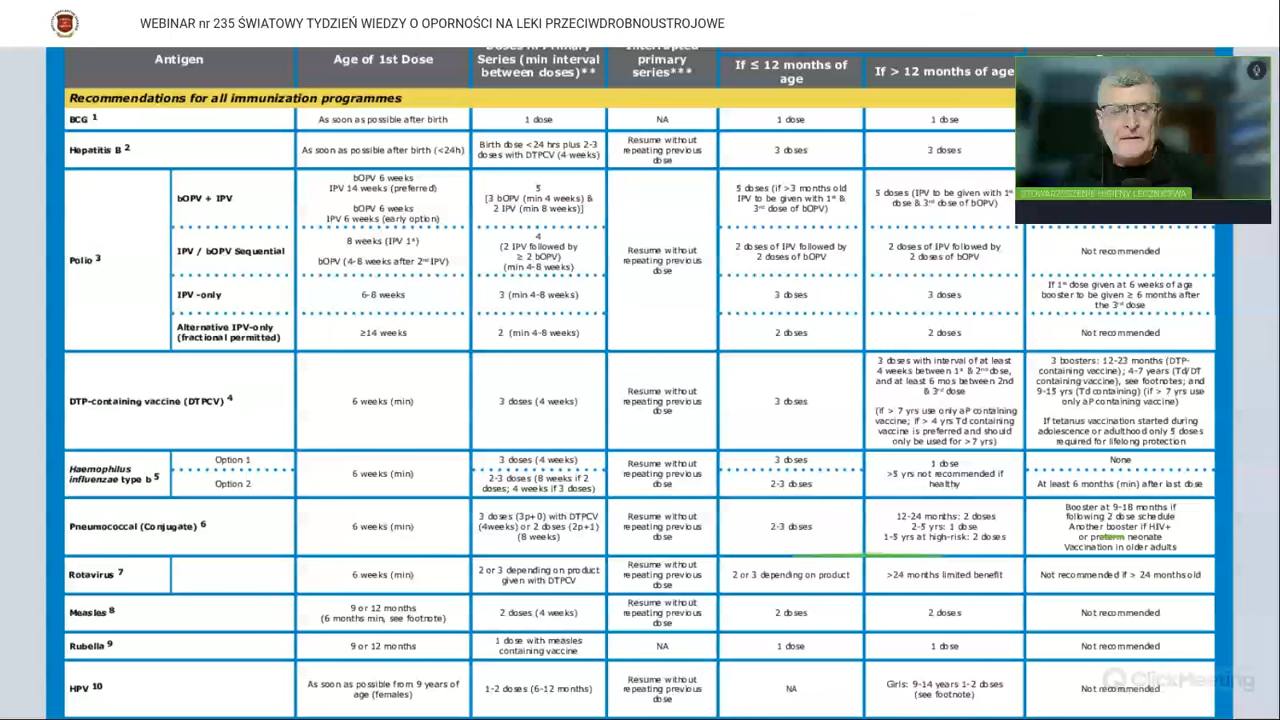 WEBINAR nr 235 ŚWIATOWY TYDZIEŃ WIEDZY O OPORNOŚCI NA LEKI PRZECIWDROBNOUSTROJOWE
Antigen
Age of 1st Dose
Doses in Primary
Series (min interval
between doses)**
Interrupted
primary
series***
If ≤ 12 months of
age
If > 12 months of age
Recommendations for all immunization programmes
BCG 1
As soon as possible after birth
1 dose
NA
1 dose
1 dose
Hepatitis B 2
As soon as possible after birth (<24h)
Birth dose <24 hrs plus 2-3
doses with DTPCV (4 weeks)
Resume without
repeating previous
dose
3 doses
3 doses
STOWARZYSZENIE HIGIENY LECZNICTWA
Polio 3
bOPV + IPV
bOPV 6 weeks
IPV 14 weeks (preferred)
bOPV 6 weeks
IPV 6 weeks (early option)
5
[3 bOPV (min 4 weeks) &
2 IPV (min 8 weeks)]
Resume without
repeating previous
dose
5 doses (if >3 months old
IPV to be given with 1st &
3rd dose of bOPV)
5 doses (IPV to be given with 1st
dose & 3rd dose of bOPV)
IPV / bOPV Sequential
8 weeks (IPV 1st)
bOPV (4-8 weeks after 2nd IPV)
4
(2 IPV followed by
≥ 2 bOPV)
(min 4-8 weeks)
2 doses of IPV followed by
2 doses of bOPV
2 doses of IPV followed by
2 doses of bOPV
Not recommended
IPV -only
6-8 weeks
3 (min 4-8 weeks)
3 doses
3 doses
If 1st dose given at 6 weeks of age
booster to be given ≥ 6 months after
the 3rd dose
Alternative IPV-only
(fractional permitted)
≥14 weeks
2 (min 4-8 weeks)
2 doses
2 doses
Not recommended
DTP-containing vaccine (DTPCV) 4
6 weeks (min)
3 doses (4 weeks)
Resume without
repeating previous
dose
3 doses
3 doses with interval of at least
4 weeks between 1st & 2nd dose,
and at least 6 mos between 2nd
& 3rd dose
(if > 7 yrs use only aP containing
vaccine; if > 4 yrs Td containing
vaccine is preferred and should
only be used for >7 yrs)
3 boosters: 12-23 months (DTP-
containing vaccine); 4-7 years (Td/DT
containing vaccine), see footnotes; and
9-15 yrs (Td containing) (if > 7 yrs use
only aP containing vaccine)
If tetanus vaccination started during
adolescence or adulthood only 5 doses
required for lifelong protection
Haemophilus
influenzae type b 5
Option 1
6 weeks (min)
3 doses (4 weeks)
Resume without
repeating previous
dose
3 doses
1 dose
>5 yrs not recommended if
healthy
None
Option 2
2-3 doses (8 weeks if 2
doses; 4 weeks if 3 doses)
2-3 doses
At least 6 months (min) after last dose
Pneumococcal (Conjugate) 6
6 weeks (min)
3 doses (3p+0) with DTPCV
(4weeks) or 2 doses (2p+1)
(8 weeks)
Resume without
repeating previous
dose
2-3 doses
12-24 months: 2 doses
2-5 yrs: 1 dose
1-5 yrs at high-risk: 2 doses
Booster at 9-18 months if
following 2 dose schedule
Another booster if HIV+
or preterm neonate
Vaccination in older adults
Rotavirus 7
6 weeks (min)
2 or 3 depending on product
given with DTPCV
Resume without
repeating previous
dose
2 or 3 depending on product
>24 months limited benefit
Not recommended if > 24 months old
Measles 8
9 or 12 months
(6 months min, see footnote)
2 doses (4 weeks)
Resume without
repeating previous
dose
2 doses
2 doses
Not recommended
Rubella 9
9 or 12 months
1 dose with measles
containing vaccine
NA
1 dose
1 dose
Not recommended
HPV 10
As soon as possible from 9 years of
age (females)
1-2 doses (6-12 months)
Resume without
repeating previous
dose
NA
Girls: 9-14 years 1-2 doses
(see footnote)
Not recommended
ClickMeeting